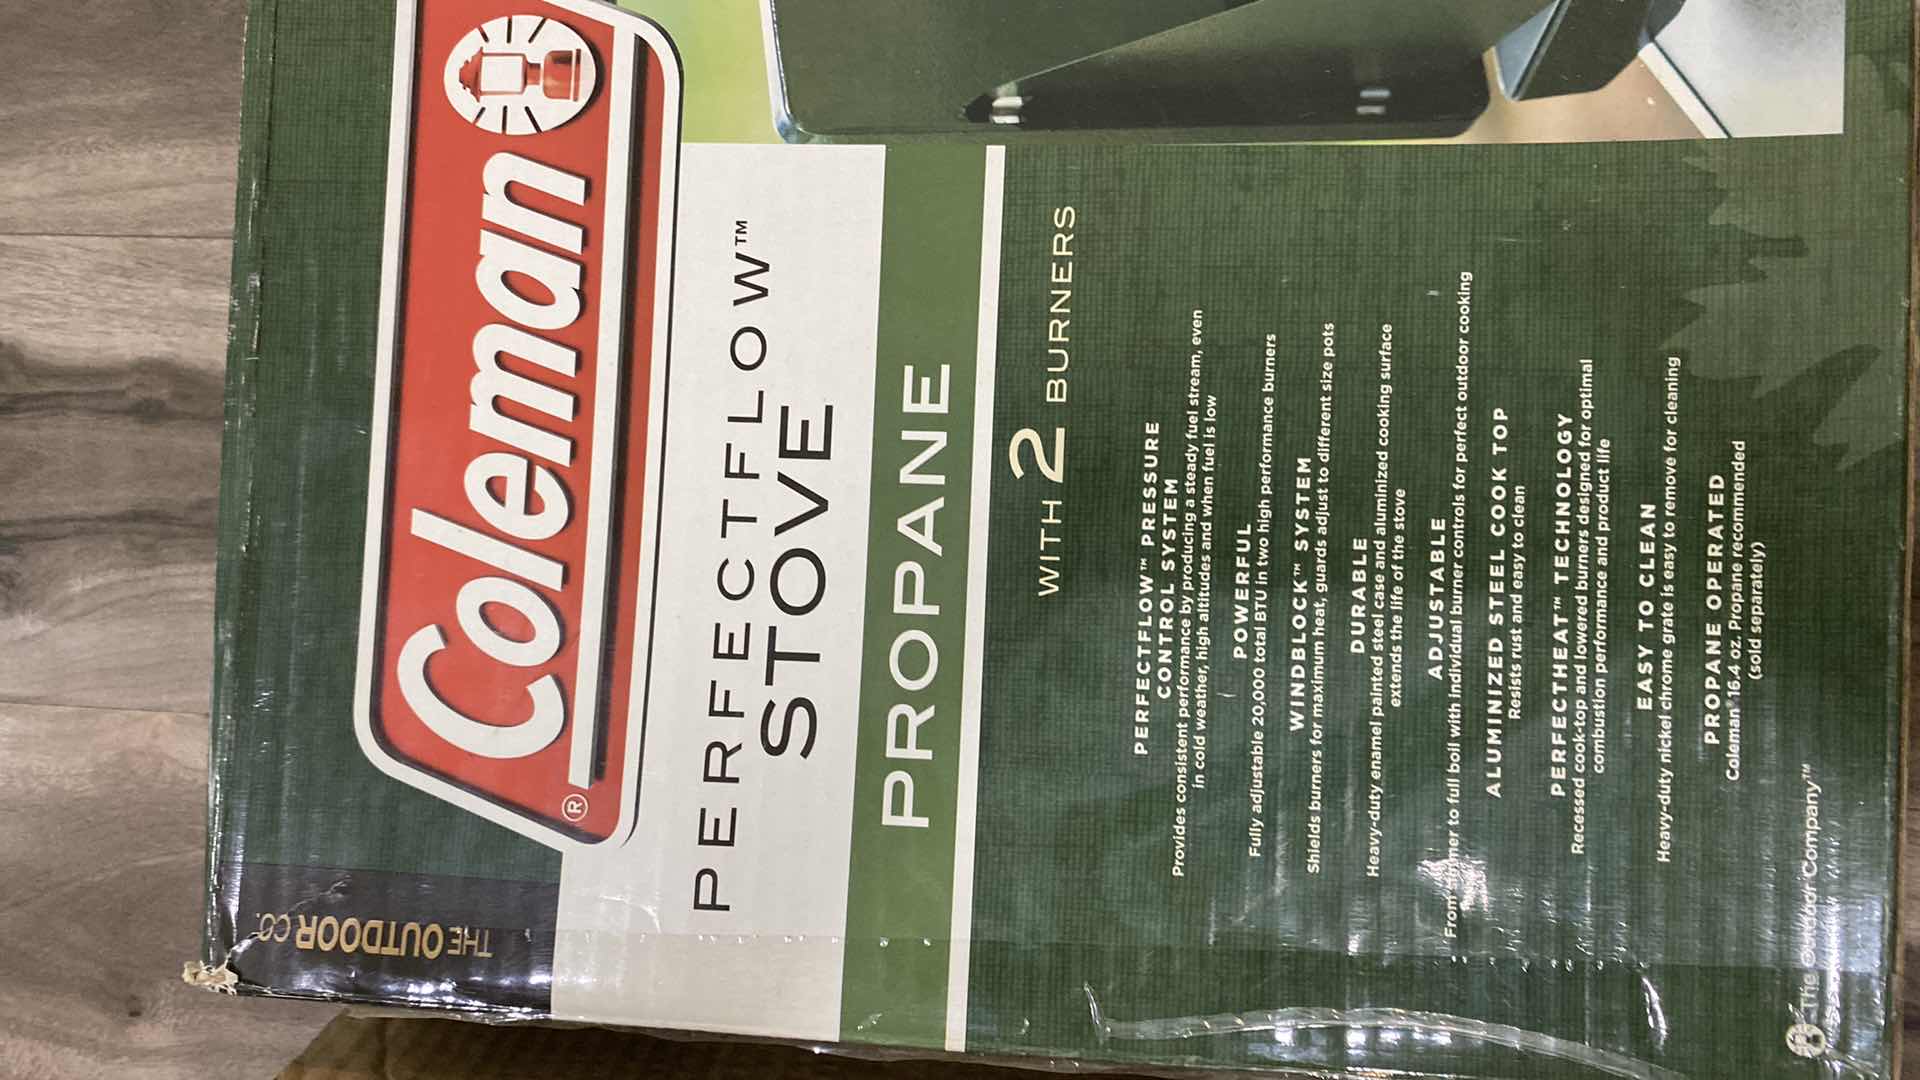 Coleman®
PERFECTFLOW™
STOVE
PROPANE
WITH 2 BURNERS
PERFECTFLOW™ PRESSURE
CONTROL SYSTEM
Provides consistent performance by producing a steady fuel stream, even
in cold weather, high altitudes and when fuel is low
POWERFUL
Fully adjustable 20,000 total BTU in two high performance burners
WINDBLOCK™ SYSTEM
Shields burners for maximum heat, guards adjust to different size pots
DURABLE
Heavy-duty enamel painted steel case and aluminized cooking surface
extends the life of the stove
ADJUSTABLE
From simmer to full boil with individual burner controls for perfect outdoor cooking
ALUMINIZED STEEL COOK TOP
Resists rust and easy to clean
PERFECTHEAT™ TECHNOLOGY
Recessed cook-top and lowered burners designed for optimal
combustion performance and product life
EASY TO CLEAN
Heavy-duty nickel chrome grate is easy to remove for cleaning
PROPANE OPERATED
Coleman® 16.4 oz. Propane recommended
(sold separately)
The Outdoor Company™
THE OUTDOOR CO.